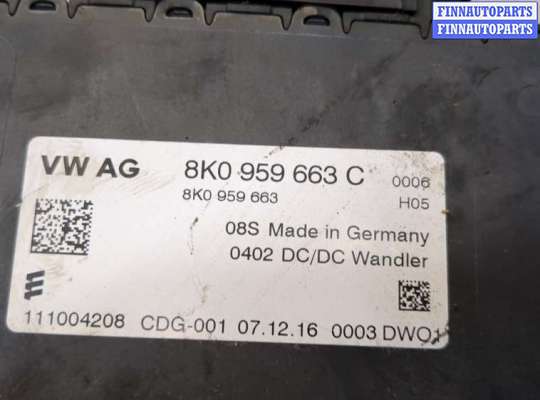 FINNAUTOPARTS
FINNAUTOPARTS
FINNAUTOPARTS
VW AG
8K0 959 663 C
0006
8K0 959 663
H05
08S Made in Germany
0402 DC/DC Wandler
111004208 CDG-001 07.12.16 0003 DWO1